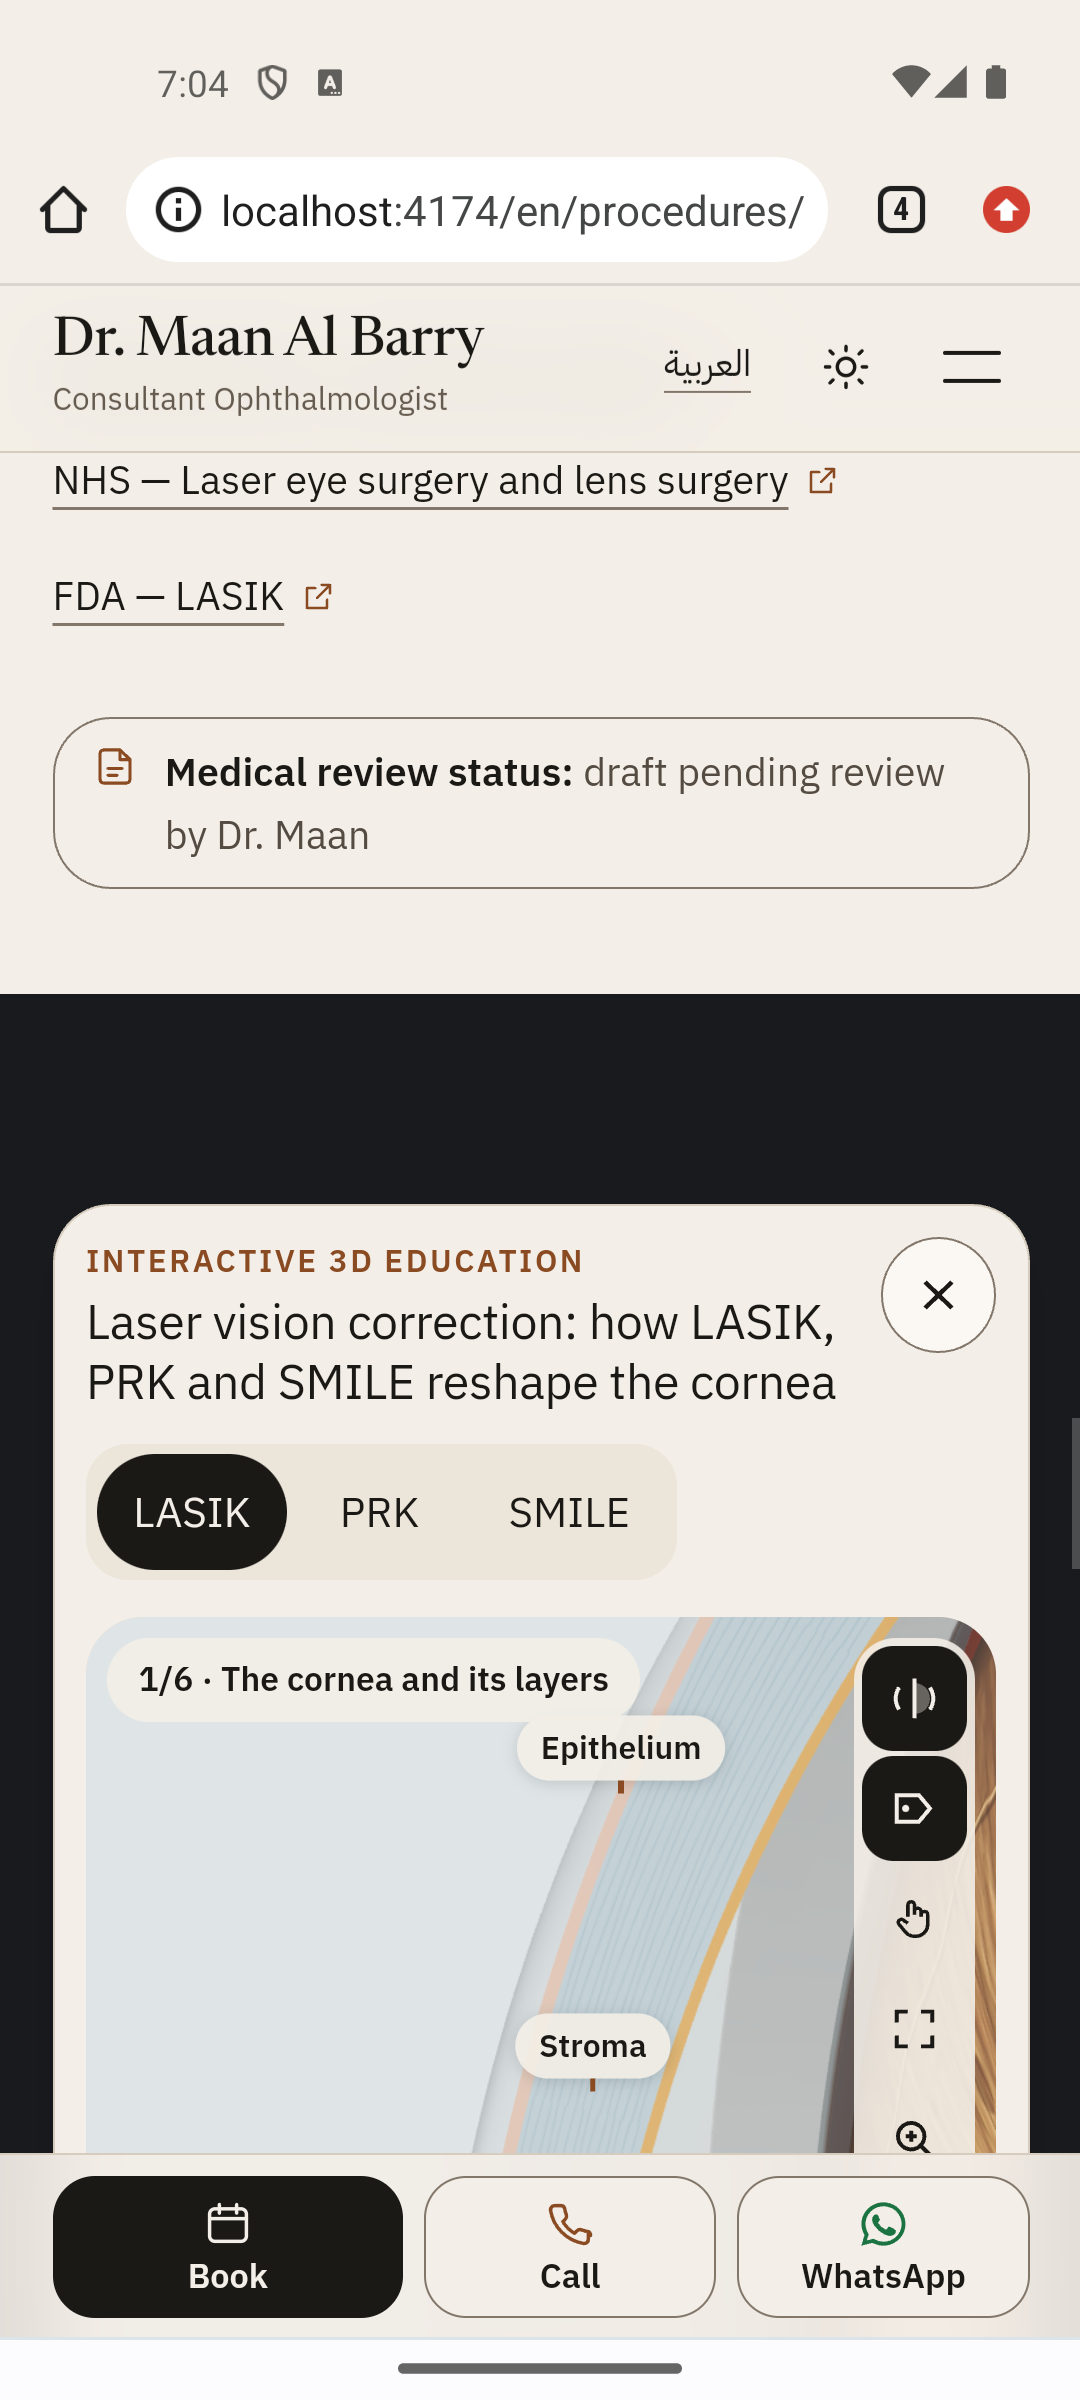 7:04
localhost:4174/en/procedures/
4
Dr. Maan Al Barry
Consultant Ophthalmologist
العربية
NHS — Laser eye surgery and lens surgery
FDA — LASIK
Medical review status: draft pending review
by Dr. Maan
INTERACTIVE 3D EDUCATION
Laser vision correction: how LASIK,
PRK and SMILE reshape the cornea
LASIK PRK SMILE
1/6 · The cornea and its layers
Epithelium
Stroma
Book Call WhatsApp